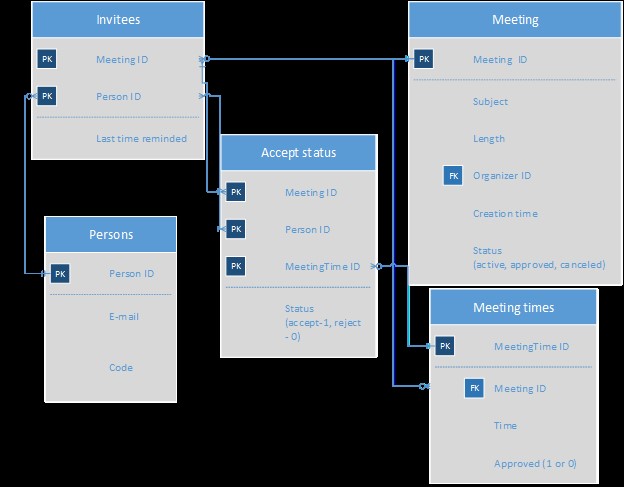 Invitees
PK Meeting ID
PK Person ID
Last time reminded
Meeting
PK Meeting ID
Subject
Length
FK Organizer ID
Creation time
Status
(active, approved, canceled)
Accept status
PK Meeting ID
PK Person ID
PK MeetingTime ID
Status
(accept-1, reject
- 0)
Persons
PK Person ID
E-mail
Code
Meeting times
PK MeetingTime ID
FK Meeting ID
Time
Approved (1 or 0)